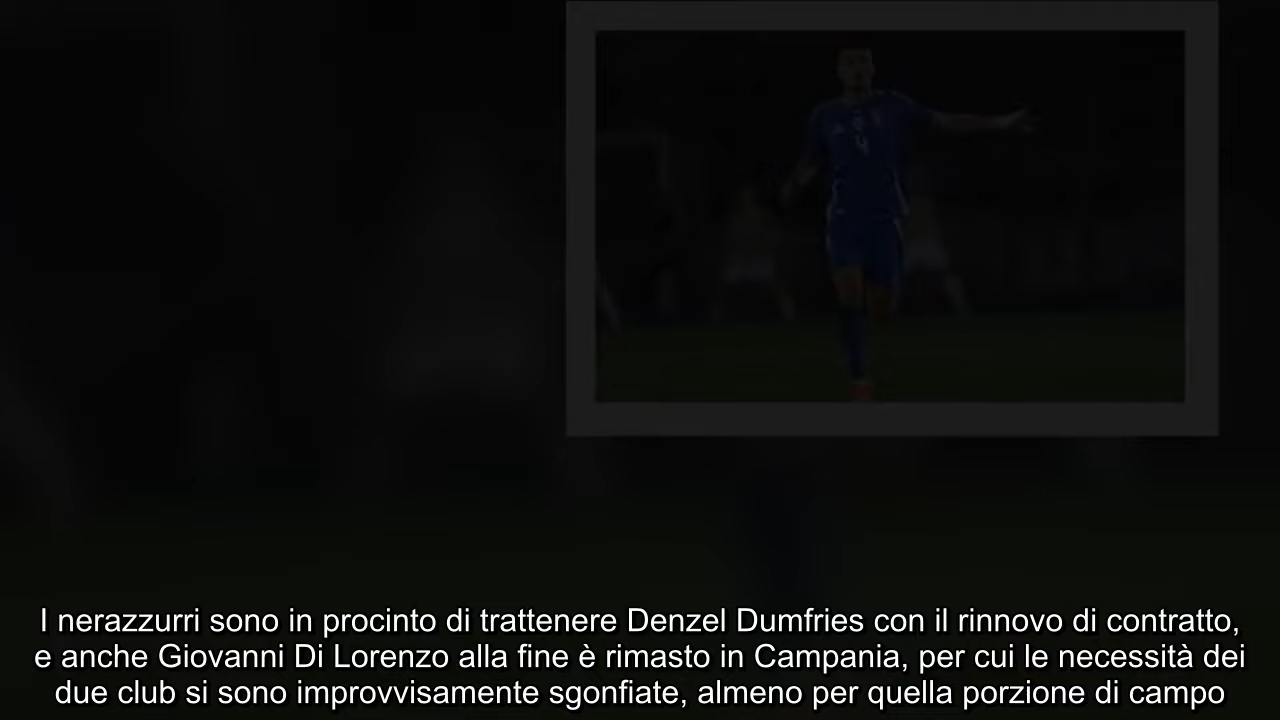 I nerazzurri sono in procinto di trattenere Denzel Dumfries con il rinnovo di contratto,
e anche Giovanni Di Lorenzo alla fine è rimasto in Campania, per cui le necessità dei
due club si sono improvvisamente sgonfiate, almeno per quella porzione di campo